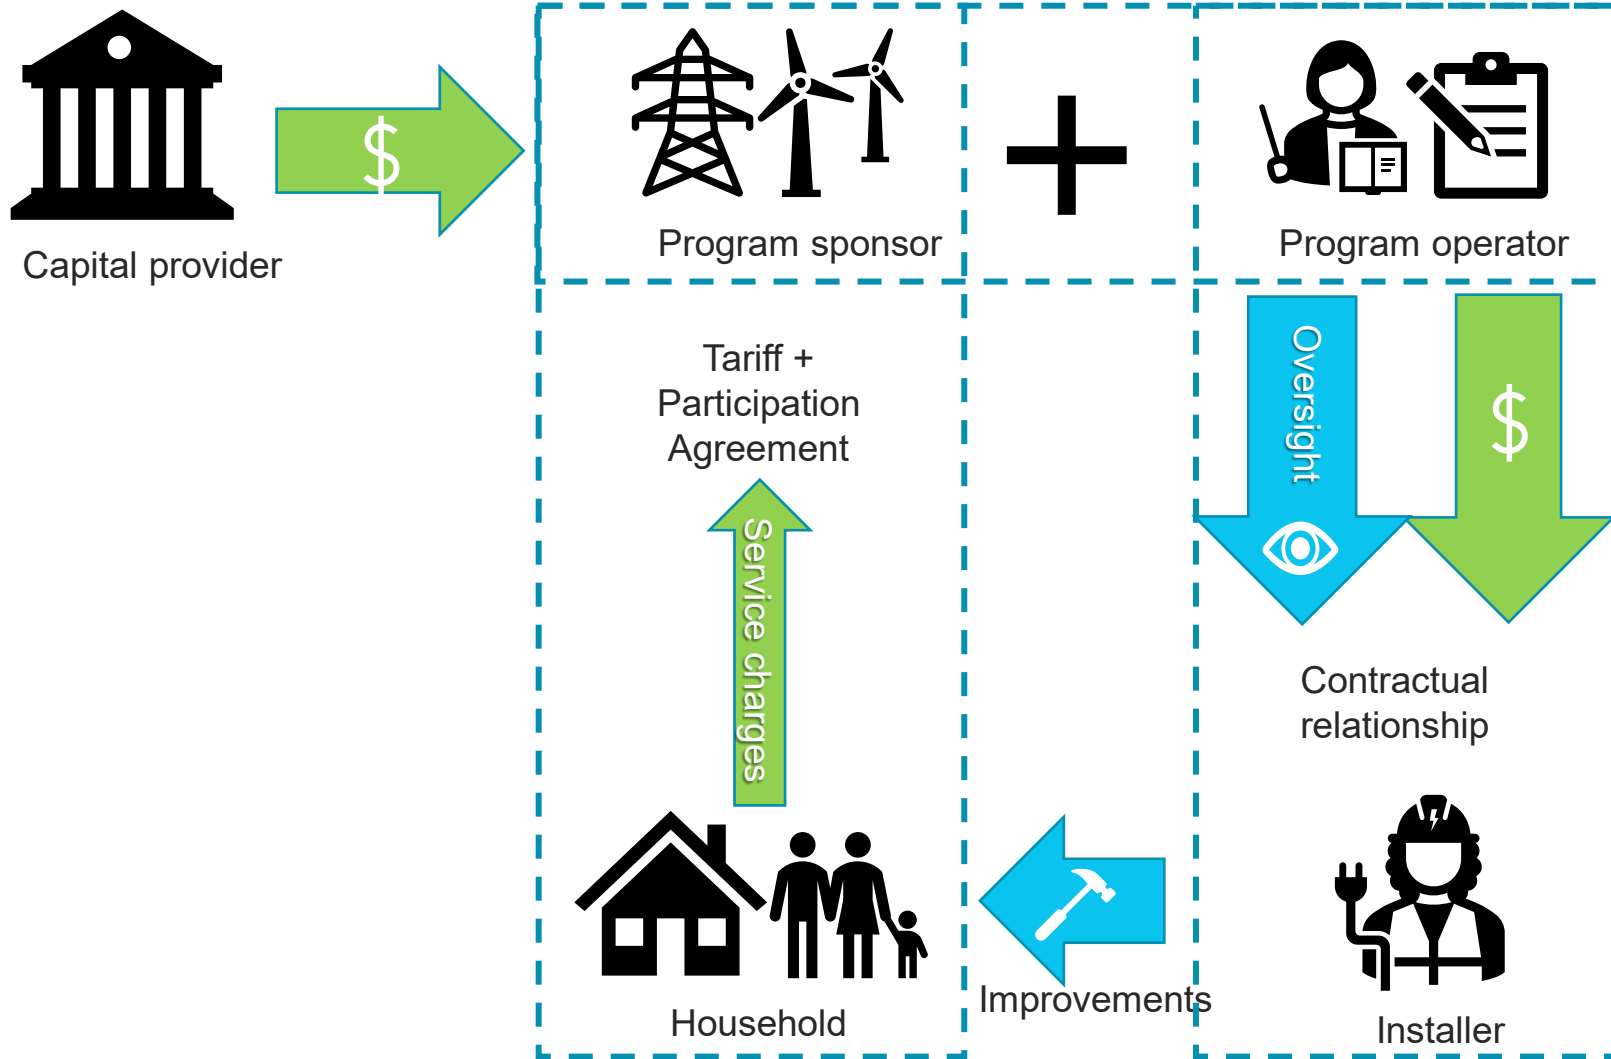 $
Program sponsor
Program operator
Capital provider
Tariff +
Participation
Agreement
Oversight
$
Service charges
Contractual
relationship
Improvements
Household
Installer